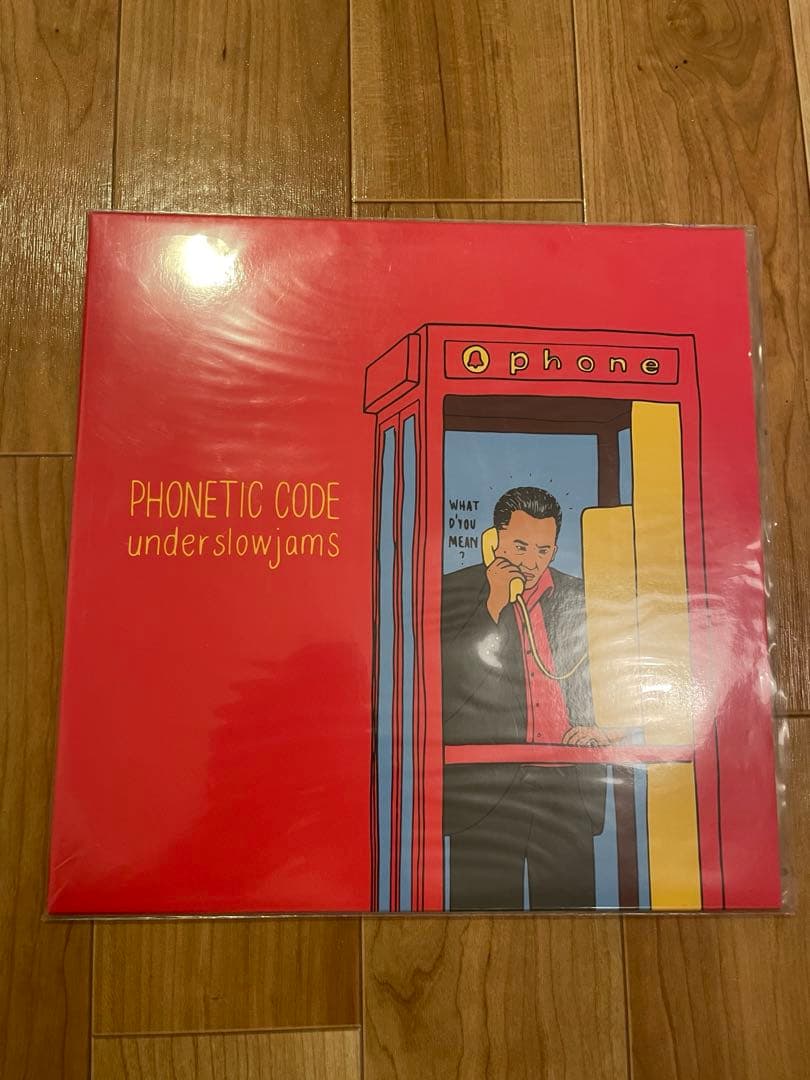 phone
PHONETIC CODE
underslowjams
WHAT
D'YOU
MEAN
?